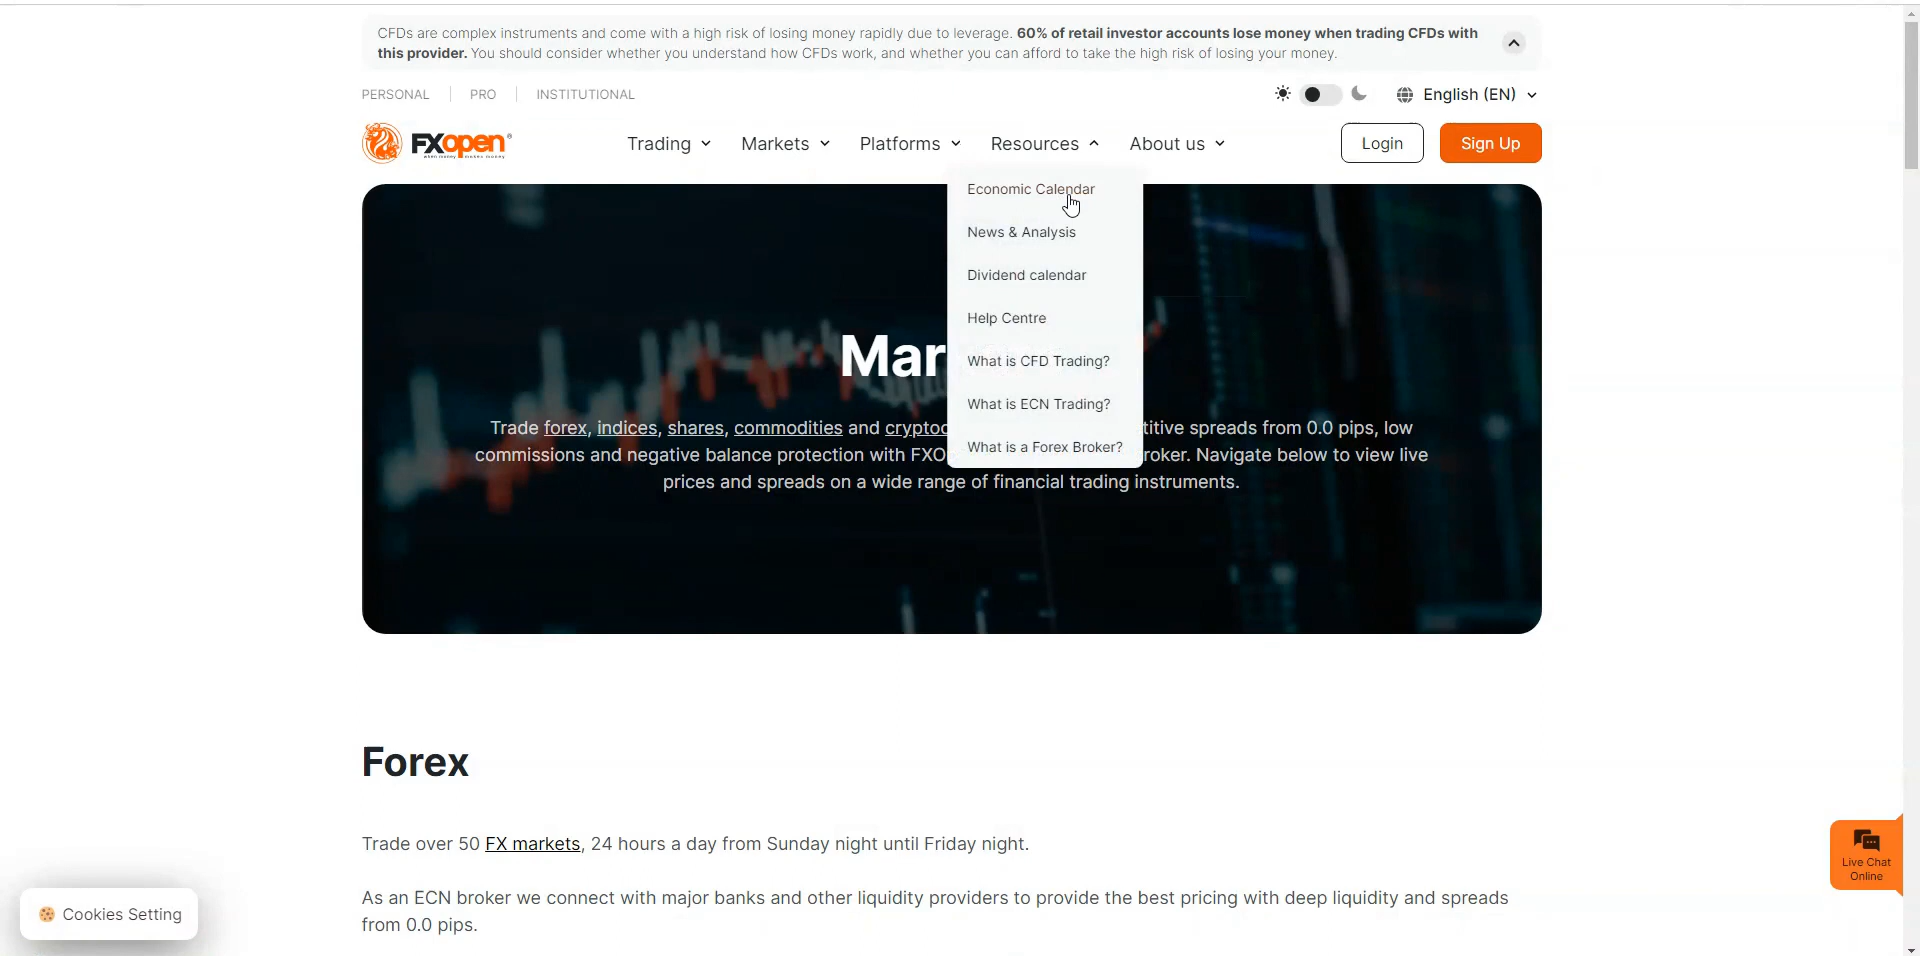 CFDs are complex instruments and come with a high risk of losing money rapidly due to leverage. 60% of retail investor accounts lose money when trading CFDs with
this provider. You should consider whether you understand how CFDs work, and whether you can afford to take the high risk of losing your money.
PERSONAL PRO INSTITUTIONAL English (EN)
FXopen Trading Markets Platforms Resources About us Login Sign Up
Economic Calendar
News & Analysis
Dividend calendar
Help Centre
What is CFD Trading?
What is ECN Trading?
What is a Forex Broker?
Mar
Trade forex, indices, shares, commodities and cryptoc titive spreads from 0.0 pips, low
commissions and negative balance protection with FXO roker. Navigate below to view live
prices and spreads on a wide range of financial trading instruments.
Forex
Trade over 50 FX markets, 24 hours a day from Sunday night until Friday night.
As an ECN broker we connect with major banks and other liquidity providers to provide the best pricing with deep liquidity and spreads
from 0.0 pips.
Live Chat
Online
Cookies Setting